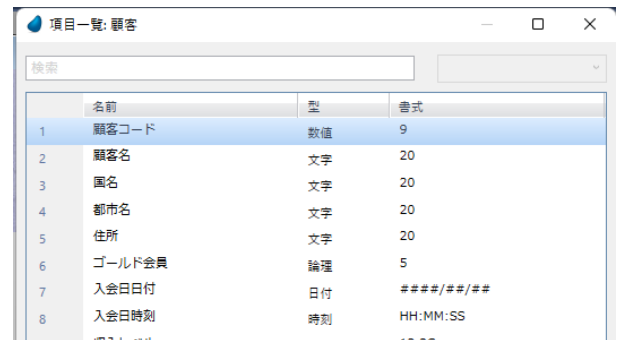 項目一覧: 顧客
検索
名前 型 書式
1 顧客コード 数値 9
2 顧客名 文字 20
3 国名 文字 20
4 都市名 文字 20
5 住所 文字 20
6 ゴールド会員 論理 5
7 入会日日付 日付 ####/##/##
8 入会日時刻 時刻 HH:MM:SS